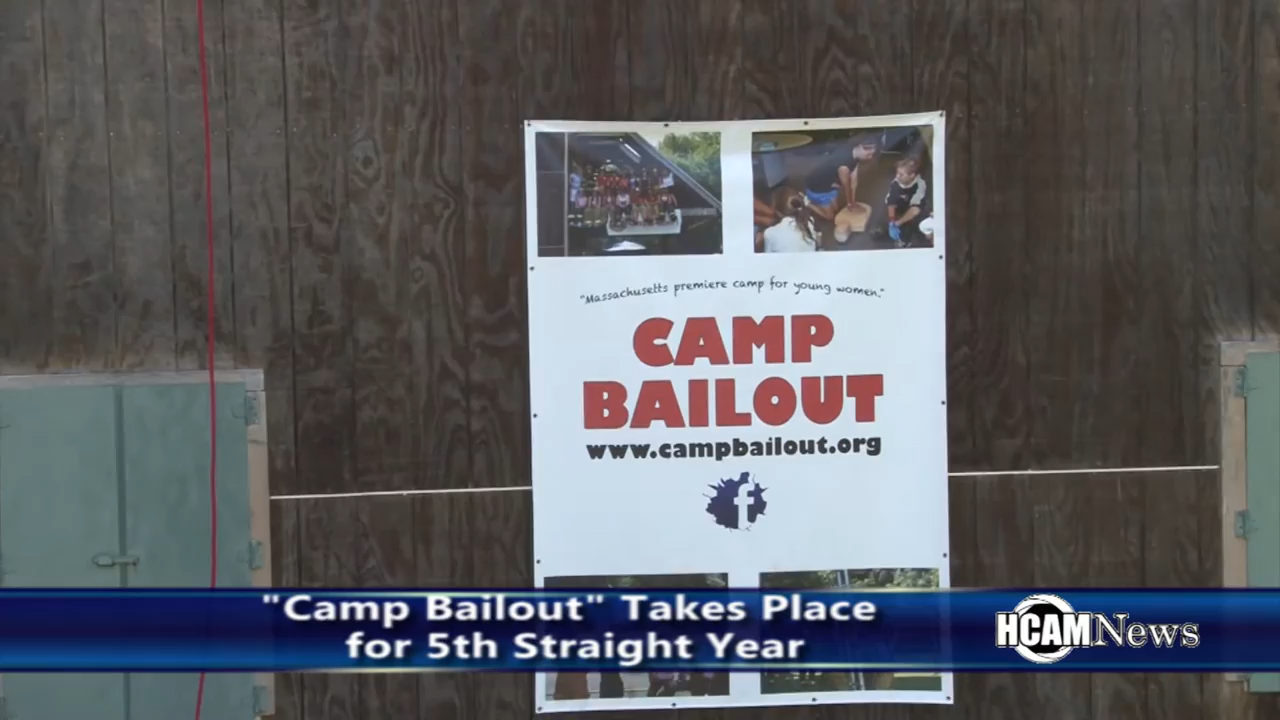 "Massachusetts premiere camp for young women."
CAMP
BAILOUT
www.campbailout.org
f
"Camp Bailout" Takes Place
for 5th Straight Year
HCAM News